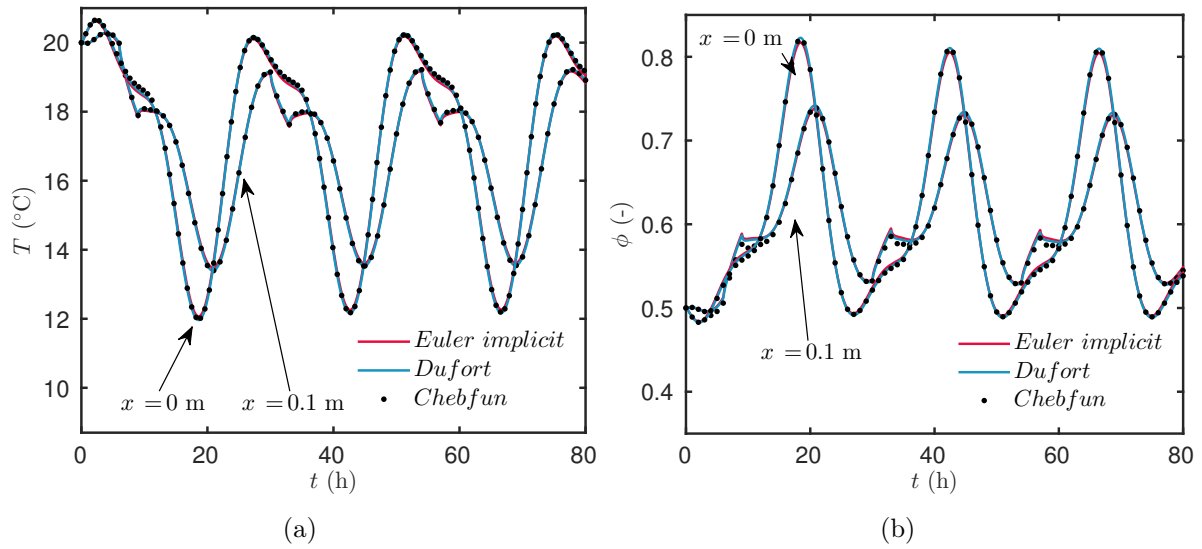 20
18
16
14
12
10
T (°C)
x =0 m
x =0.1 m
Euler implicit
Dufort
Chebfun
0
20
40
60
80
t (h)
(a)
0.8
0.7
0.6
0.5
0.4
ϕ (-)
x =0 m
x =0.1 m
Euler implicit
Dufort
Chebfun
0
20
40
60
80
t (h)
(b)